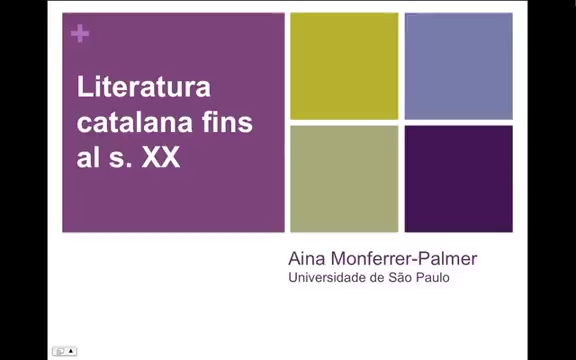 +
Literatura
catalana fins
al s. XX
Aina Monferrer-Palmer
Universidade de São Paulo